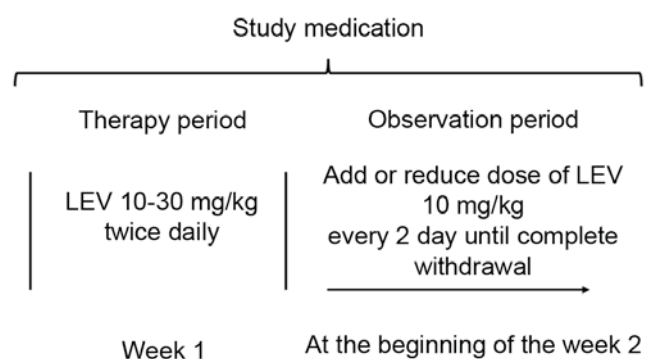 Study medication
Therapy period
Observation period
LEV 10-30 mg/kg
twice daily
Add or reduce dose of LEV
10 mg/kg
every 2 day until complete
withdrawal
Week 1
At the beginning of the week 2